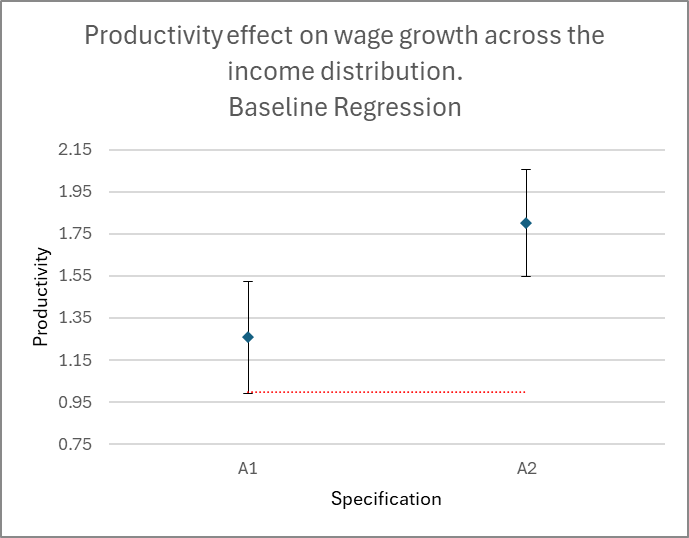 Productivity effect on wage growth across the
income distribution.
Baseline Regression
2.15
1.95
1.75
1.55
1.35
1.15
0.95
0.75
Productivity
A1
A2
Specification